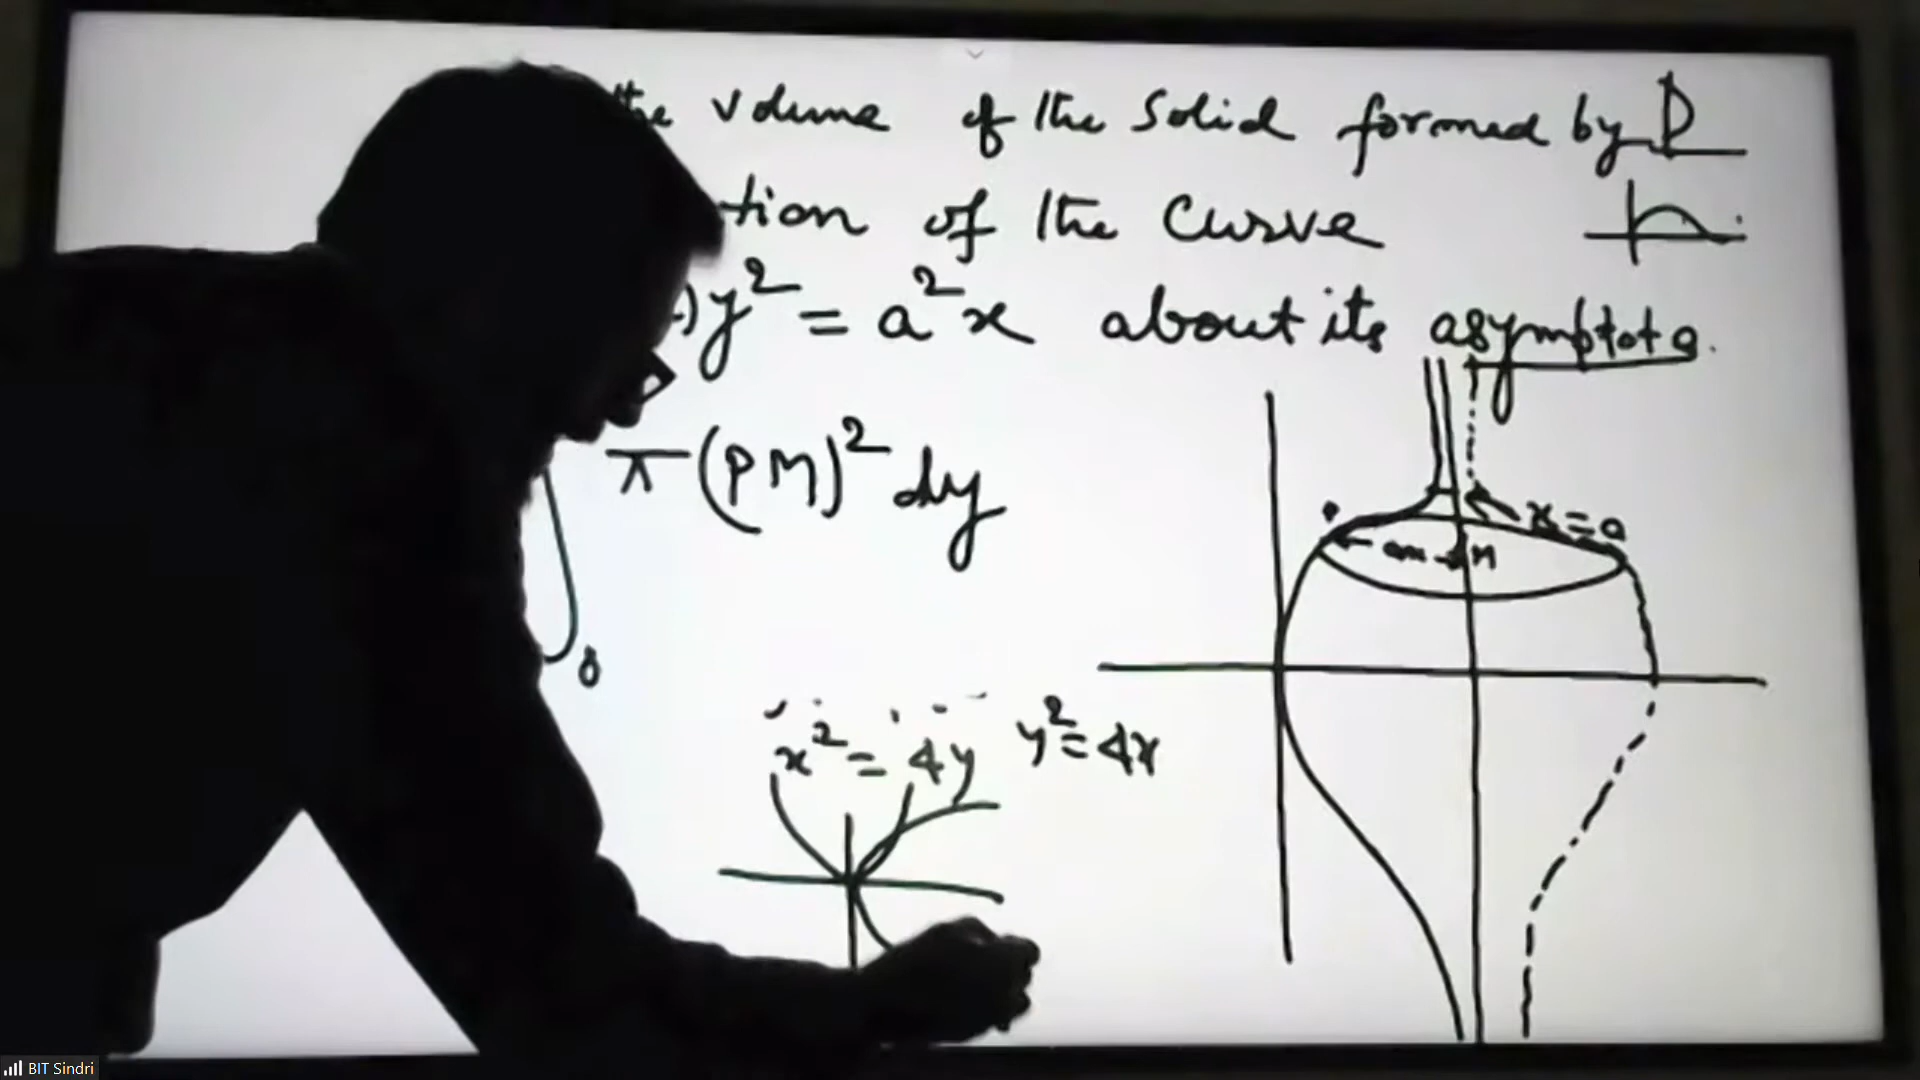 the volume of the Solid formed by
tion of the Curve
)y² = a²x about its asymptote.
π(PM)² dy
x = a
P
M
0
x² = 4y y² = 4x
BIT Sindri